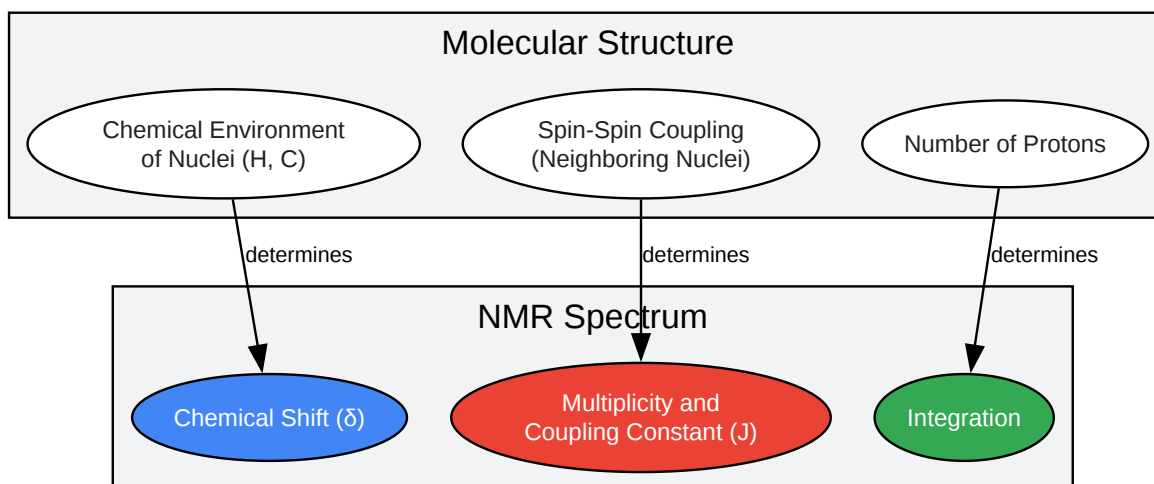 Molecular Structure
Chemical Environment
of Nuclei (H, C)
Spin-Spin Coupling
(Neighboring Nuclei)
Number of Protons
determines
determines
determines
NMR Spectrum
Chemical Shift (δ)
Multiplicity and
Coupling Constant (J)
Integration